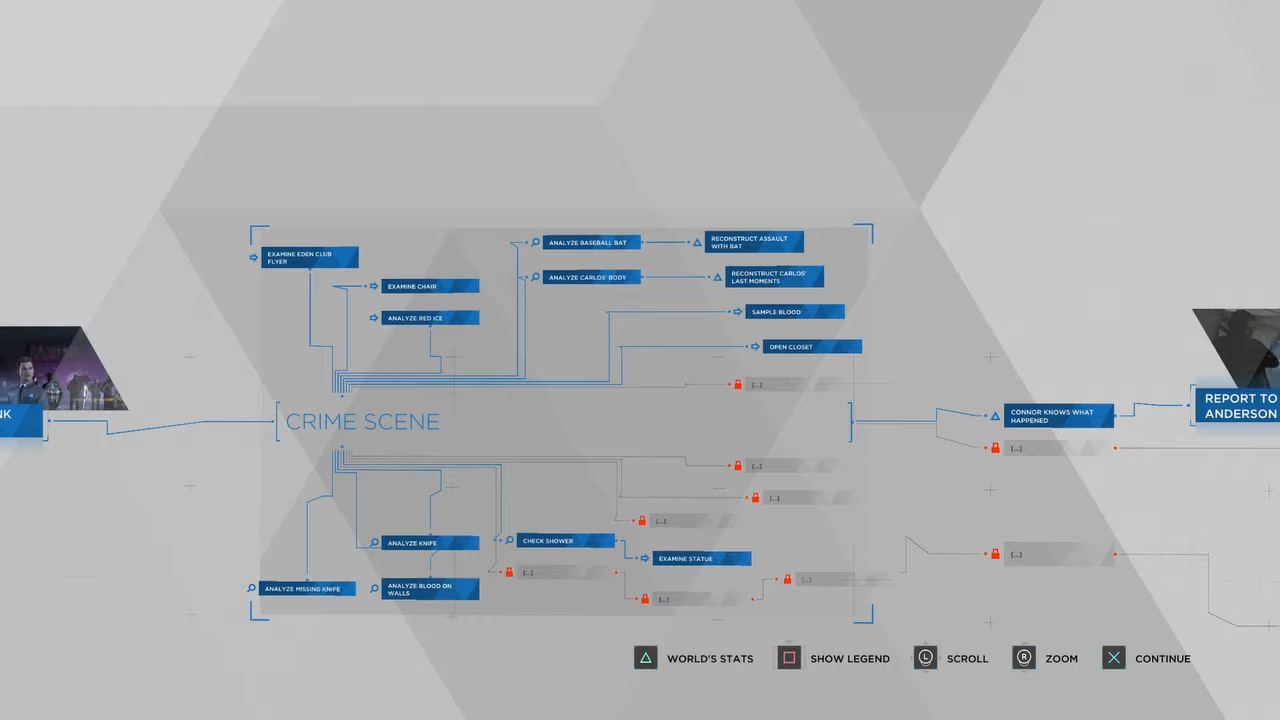 EXAMINE EDEN CLUB
FLYER
EXAMINE CHAIR
ANALYZE RED ICE
ANALYZE BASEBALL BAT
RECONSTRUCT ASSAULT
WITH BAT
ANALYZE CARLOS' BODY
RECONSTRUCT CARLOS'
LAST MOMENTS
SAMPLE BLOOD
OPEN CLOSET
[...]
NK
CRIME SCENE
CONNOR KNOWS WHAT
HAPPENED
REPORT TO
ANDERSON
[...]
[...]
[...]
[...]
ANALYZE KNIFE
CHECK SHOWER
EXAMINE STATUE
[...]
[...]
[...]
[...]
ANALYZE MISSING KNIFE
ANALYZE BLOOD ON
WALLS
WORLD'S STATS
SHOW LEGEND
L
SCROLL
R
ZOOM
CONTINUE